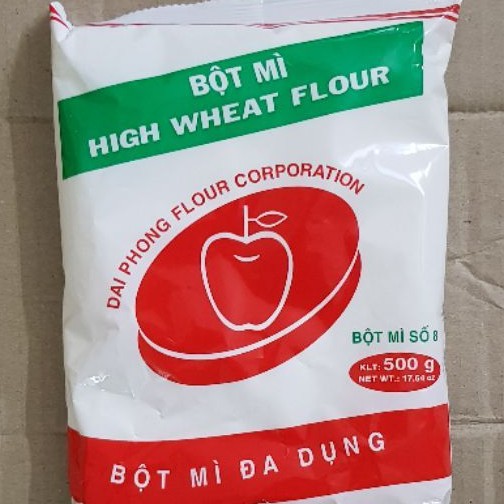 BỘT MÌ
HIGH WHEAT FLOUR
DAI PHONG FLOUR CORPORATION
BỘT MÌ SỐ 8
KLT: 500 g
NET WT.: 17,64 oz
BỘT MÌ ĐA DỤNG